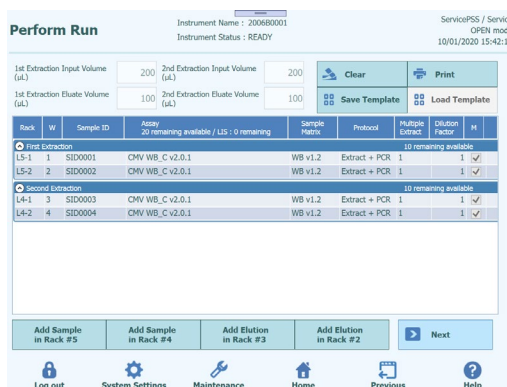 Perform Run
Instrument Name : 2006B0001
Instrument Status : READY
ServicePSS / Servic
OPEN mod
10/01/2020 15:42:1
1st Extraction Input Volume (µL)
200
2nd Extraction Input Volume (µL)
200
Clear
Print
1st Extraction Eluate Volume (µL)
100
2nd Extraction Eluate Volume (µL)
100
Save Template
Load Template
Rack W Sample ID Assay 20 remaining available / LIS : 0 remaining Sample Matrix Protocol Multiple Extract Dilution Factor M
First Extraction 10 remaining available
L5-1 1 SID0001 CMV WB_C v2.0.1 WB v1.2 Extract + PCR 1 1
L5-2 2 SID0002 CMV WB_C v2.0.1 WB v1.2 Extract + PCR 1 1
Second Extraction 10 remaining available
L4-1 3 SID0003 CMV WB_C v2.0.1 WB v1.2 Extract + PCR 1 1
L4-2 4 SID0004 CMV WB_C v2.0.1 WB v1.2 Extract + PCR 1 1
Add Sample in Rack #5
Add Sample in Rack #4
Add Elution in Rack #3
Add Elution in Rack #2
Next
Log out
System Settings
Maintenance
Home
Previous
Help